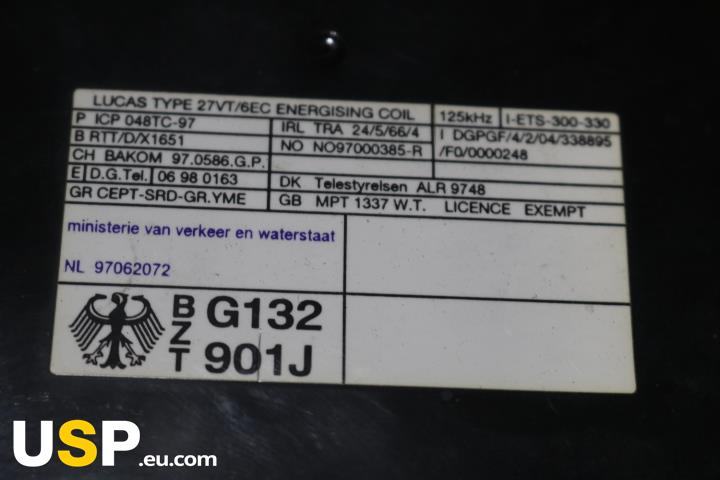 LUCAS TYPE 27VT/6EC ENERGISING COIL 125kHz I-ETS-300-330
P ICP 048TC-97 IRL TRA 24/5/66/4 I DGPGF/4/2/04/338895
B RTT/D/X1651 NO NO97000385-R /F0/0000248
CH BAKOM 97.0586.G.P.
E D.G.Tel. 06 98 0163 DK Telestyrelsen ALR 9748
GR CEPT-SRD-GR.YME GB MPT 1337 W.T. LICENCE EXEMPT
ministerie van verkeer en waterstaat
NL 97062072
BZT G132
901J
USP.eu.com